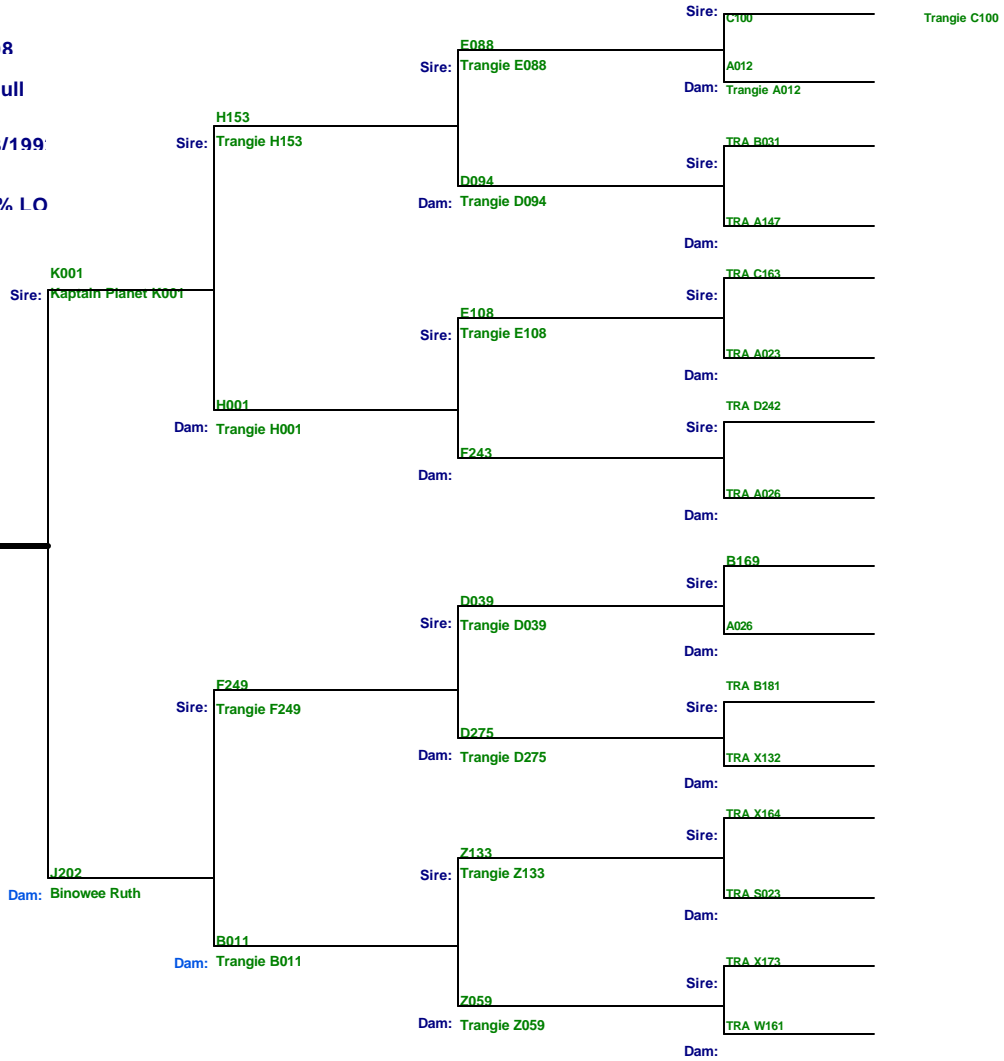 Sire: C100 Trangie C100
8
E088
Sire: Trangie E088
A012
Dam: Trangie A012
ull
H153
Sire: Trangie H153
TRA B031
Sire:
D094
Dam: Trangie D094
% LO
TRA A147
Dam:
K001
Sire: Kaptain Planet K001
TRA C163
Sire:
E108
Sire: Trangie E108
TRA A023
Dam:
H001
Dam: Trangie H001
TRA D242
Sire:
F243
Dam:
TRA A026
Dam:
B169
Sire:
D039
Sire: Trangie D039
A026
Dam:
F249
Sire: Trangie F249
TRA B181
Sire:
D275
Dam: Trangie D275
TRA X132
Dam:
TRA X164
Sire:
Z133
Sire: Trangie Z133
J202
Dam: Binowee Ruth
TRA S023
Dam:
B011
Dam: Trangie B011
TRA X173
Sire:
Z059
Dam: Trangie Z059
TRA W161
Dam: